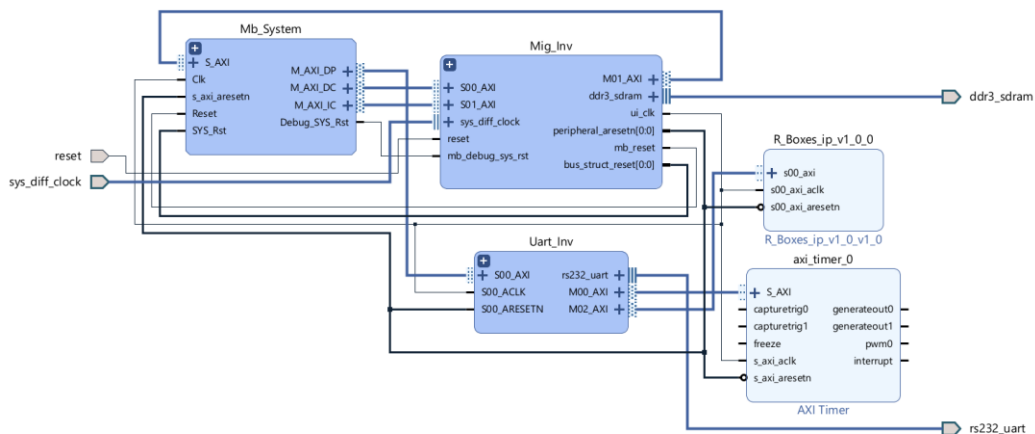 Mb_System
S_AXI
Clk
s_axi_aresetn
Reset
SYS_Rst
M_AXI_DP
M_AXI_DC
M_AXI_IC
Debug_SYS_Rst
Mig_Inv
S00_AXI
S01_AXI
sys_diff_clock
reset
mb_debug_sys_rst
M01_AXI
ddr3_sdram
ui_clk
peripheral_aresetn[0:0]
mb_reset
bus_struct_reset[0:0]
ddr3_sdram
reset
sys_diff_clock
R_Boxes_ip_v1_0_0
s00_axi
s00_axi_aclk
s00_axi_aresetn
R_Boxes_ip_v1_0_v1_0
Uart_Inv
S00_AXI
S00_ACLK
S00_ARESETN
rs232_uart
M00_AXI
M02_AXI
axi_timer_0
S_AXI
capturetrig0
capturetrig1
freeze
s_axi_aclk
s_axi_aresetn
generateout0
generateout1
pwm0
interrupt
AXI Timer
rs232_uart